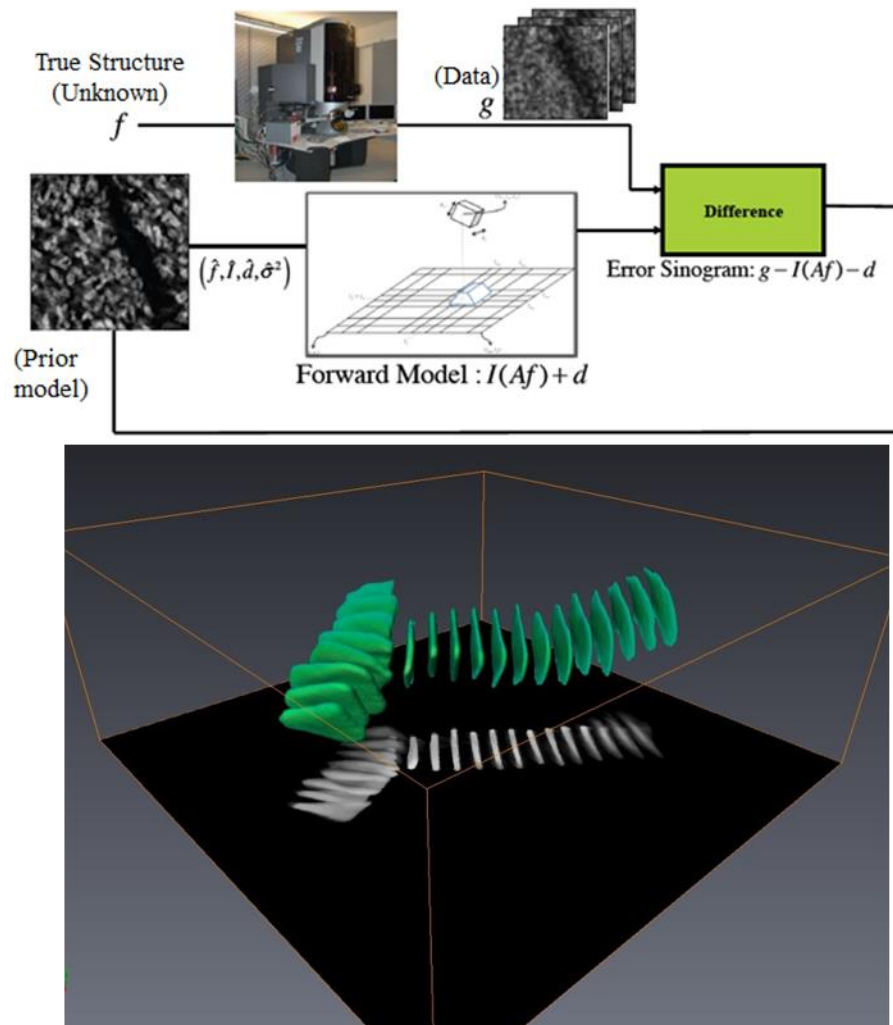 True Structure
(Unknown)
f
(Data)
g
Difference
(f̂,Î,d̂,σ̂²)
Error Sinogram: g − I(Af) − d
(Prior
model)
Forward Model : I(Af) + d